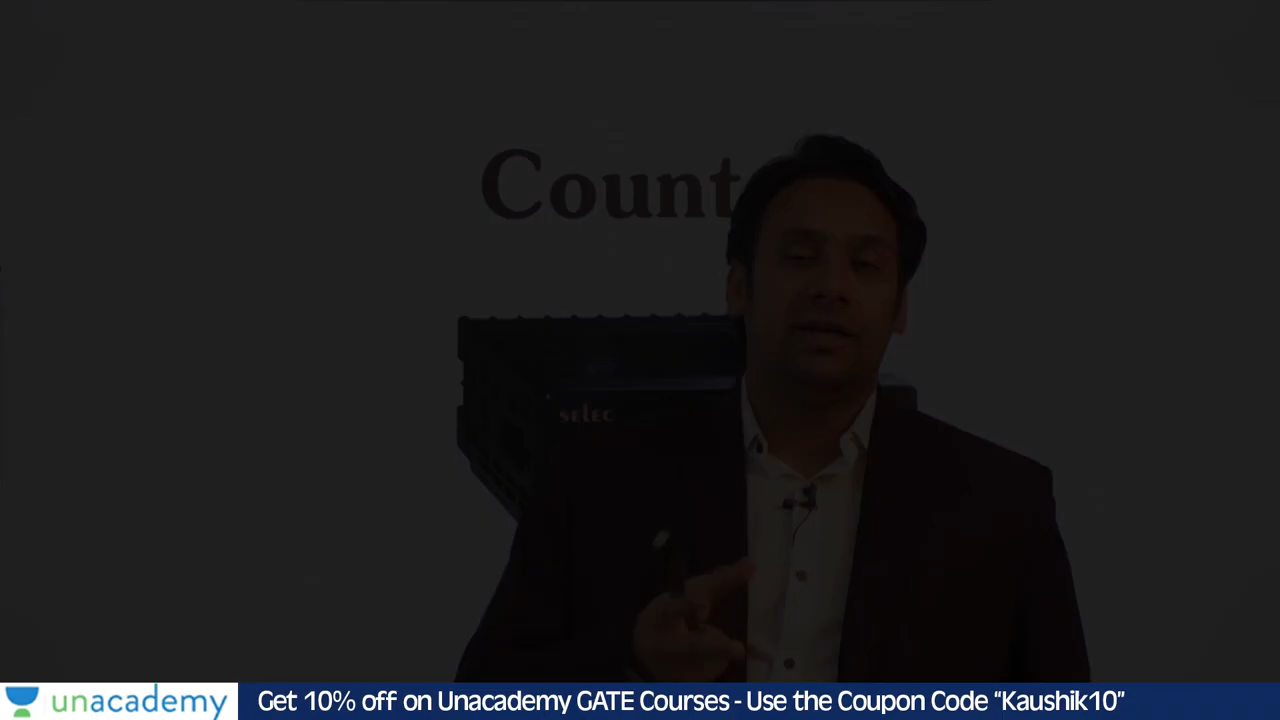 Count
selec
unacademy
Get 10% off on Unacademy GATE Courses - Use the Coupon Code “Kaushik10”